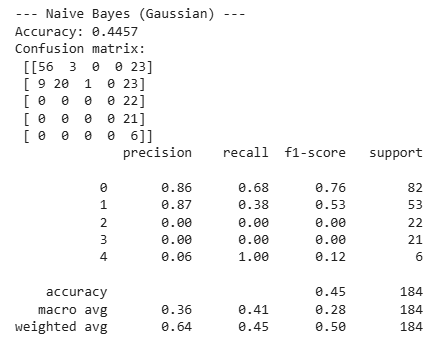 --- Naive Bayes (Gaussian) ---
Accuracy: 0.4457
Confusion matrix:
 [[56  3  0  0 23]
 [ 9 20  1  0 23]
 [ 0  0  0  0 22]
 [ 0  0  0  0 21]
 [ 0  0  0  0  6]]
              precision    recall  f1-score   support

           0       0.86      0.68      0.76        82
           1       0.87      0.38      0.53        53
           2       0.00      0.00      0.00        22
           3       0.00      0.00      0.00        21
           4       0.06      1.00      0.12         6

    accuracy                           0.45       184
   macro avg       0.36      0.41      0.28       184
weighted avg       0.64      0.45      0.50       184